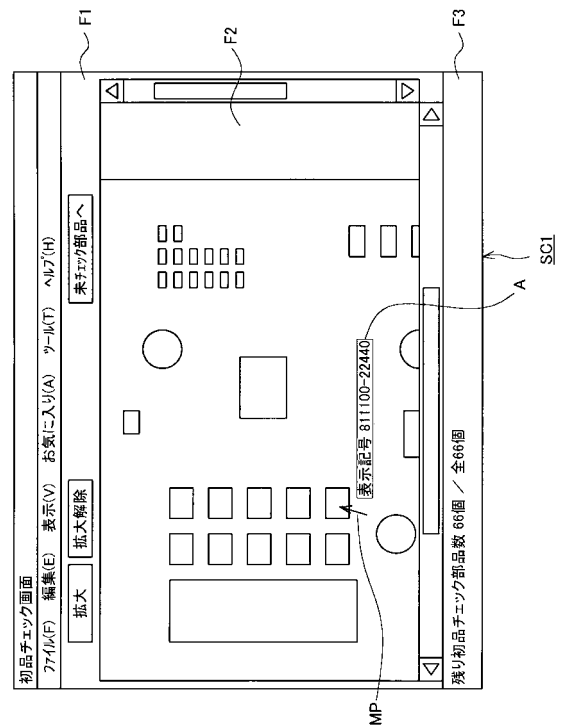 初品チェック画面
ファイル(F) 編集(E) 表示(V) お気に入り(A) ツール(T) ヘルプ(H)
拡大 拡大解除 未チェック部品へ
F1
F2
表示記号 811100-22440
MP
A
残り初品チェック部品数 66個 / 全66個
F3
SC1